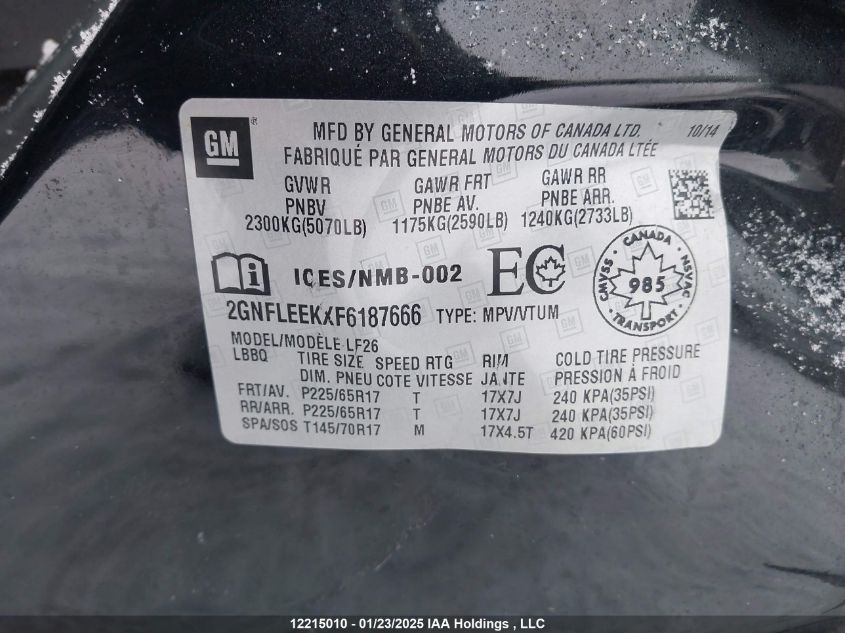 GM ®
MFD BY GENERAL MOTORS OF CANADA LTD. 10/14
FABRIQUÉ PAR GENERAL MOTORS DU CANADA LTÉE
GVWR GAWR FRT GAWR RR
PNBV PNBE AV. PNBE ARR.
2300KG(5070LB) 1175KG(2590LB) 1240KG(2733LB)
ICES/NMB-002 EC
CANADA
CMVSS 985 NSVAC
TRANSPORT
2GNFLEEKXF6187666 TYPE: MPV/VTUM
MODEL/MODÈLE LF26
LBBQ TIRE SIZE SPEED RTG RIM COLD TIRE PRESSURE
DIM. PNEU COTE VITESSE JANTE PRESSION À FROID
FRT/AV. P225/65R17 T 17X7J 240 KPA(35PSI)
RR/ARR. P225/65R17 T 17X7J 240 KPA(35PSI)
SPA/SOS T145/70R17 M 17X4.5T 420 KPA(60PSI)
12215010 - 01/23/2025 IAA Holdings , LLC